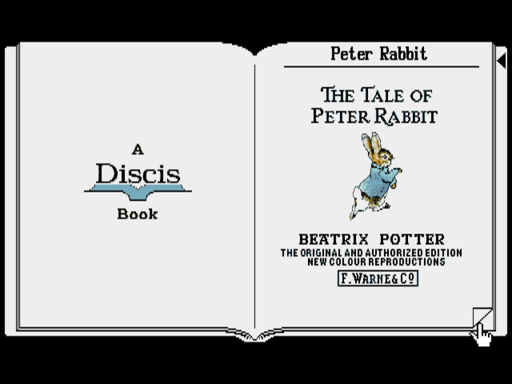 A
Discis
Book
Peter Rabbit
THE TALE OF
PETER RABBIT
BEATRIX POTTER
THE ORIGINAL AND AUTHORIZED EDITION
NEW COLOUR REPRODUCTIONS
F. WARNE & Cº